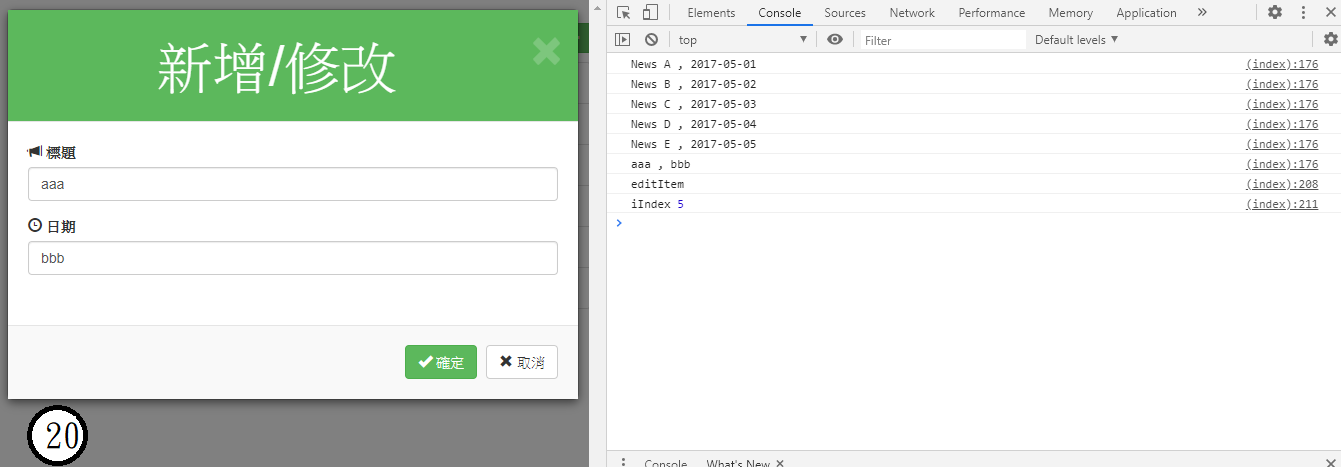 新增/修改
標題
aaa
日期
bbb
確定 取消
20
Elements Console Sources Network Performance Memory Application
top Filter Default levels
News A , 2017-05-01 (index):176
News B , 2017-05-02 (index):176
News C , 2017-05-03 (index):176
News D , 2017-05-04 (index):176
News E , 2017-05-05 (index):176
aaa , bbb (index):176
editItem (index):208
iIndex 5 (index):211
Console What's New